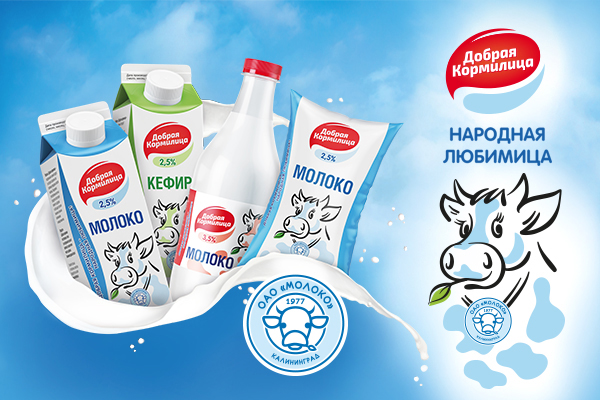 Добрая
Кормилица
2,5%
МОЛОКО
Добрая
Кормилица
2,5%
КЕФИР
Добрая
Кормилица
3,5%
МОЛОКО
Добрая
Кормилица
2,5%
МОЛОКО
ОАО «МОЛОКО»
1977
КАЛИНИНГРАД
Добрая
Кормилица
НАРОДНАЯ
ЛЮБИМИЦА
ОАО «МОЛОКО»
1977
КАЛИНИНГРАД